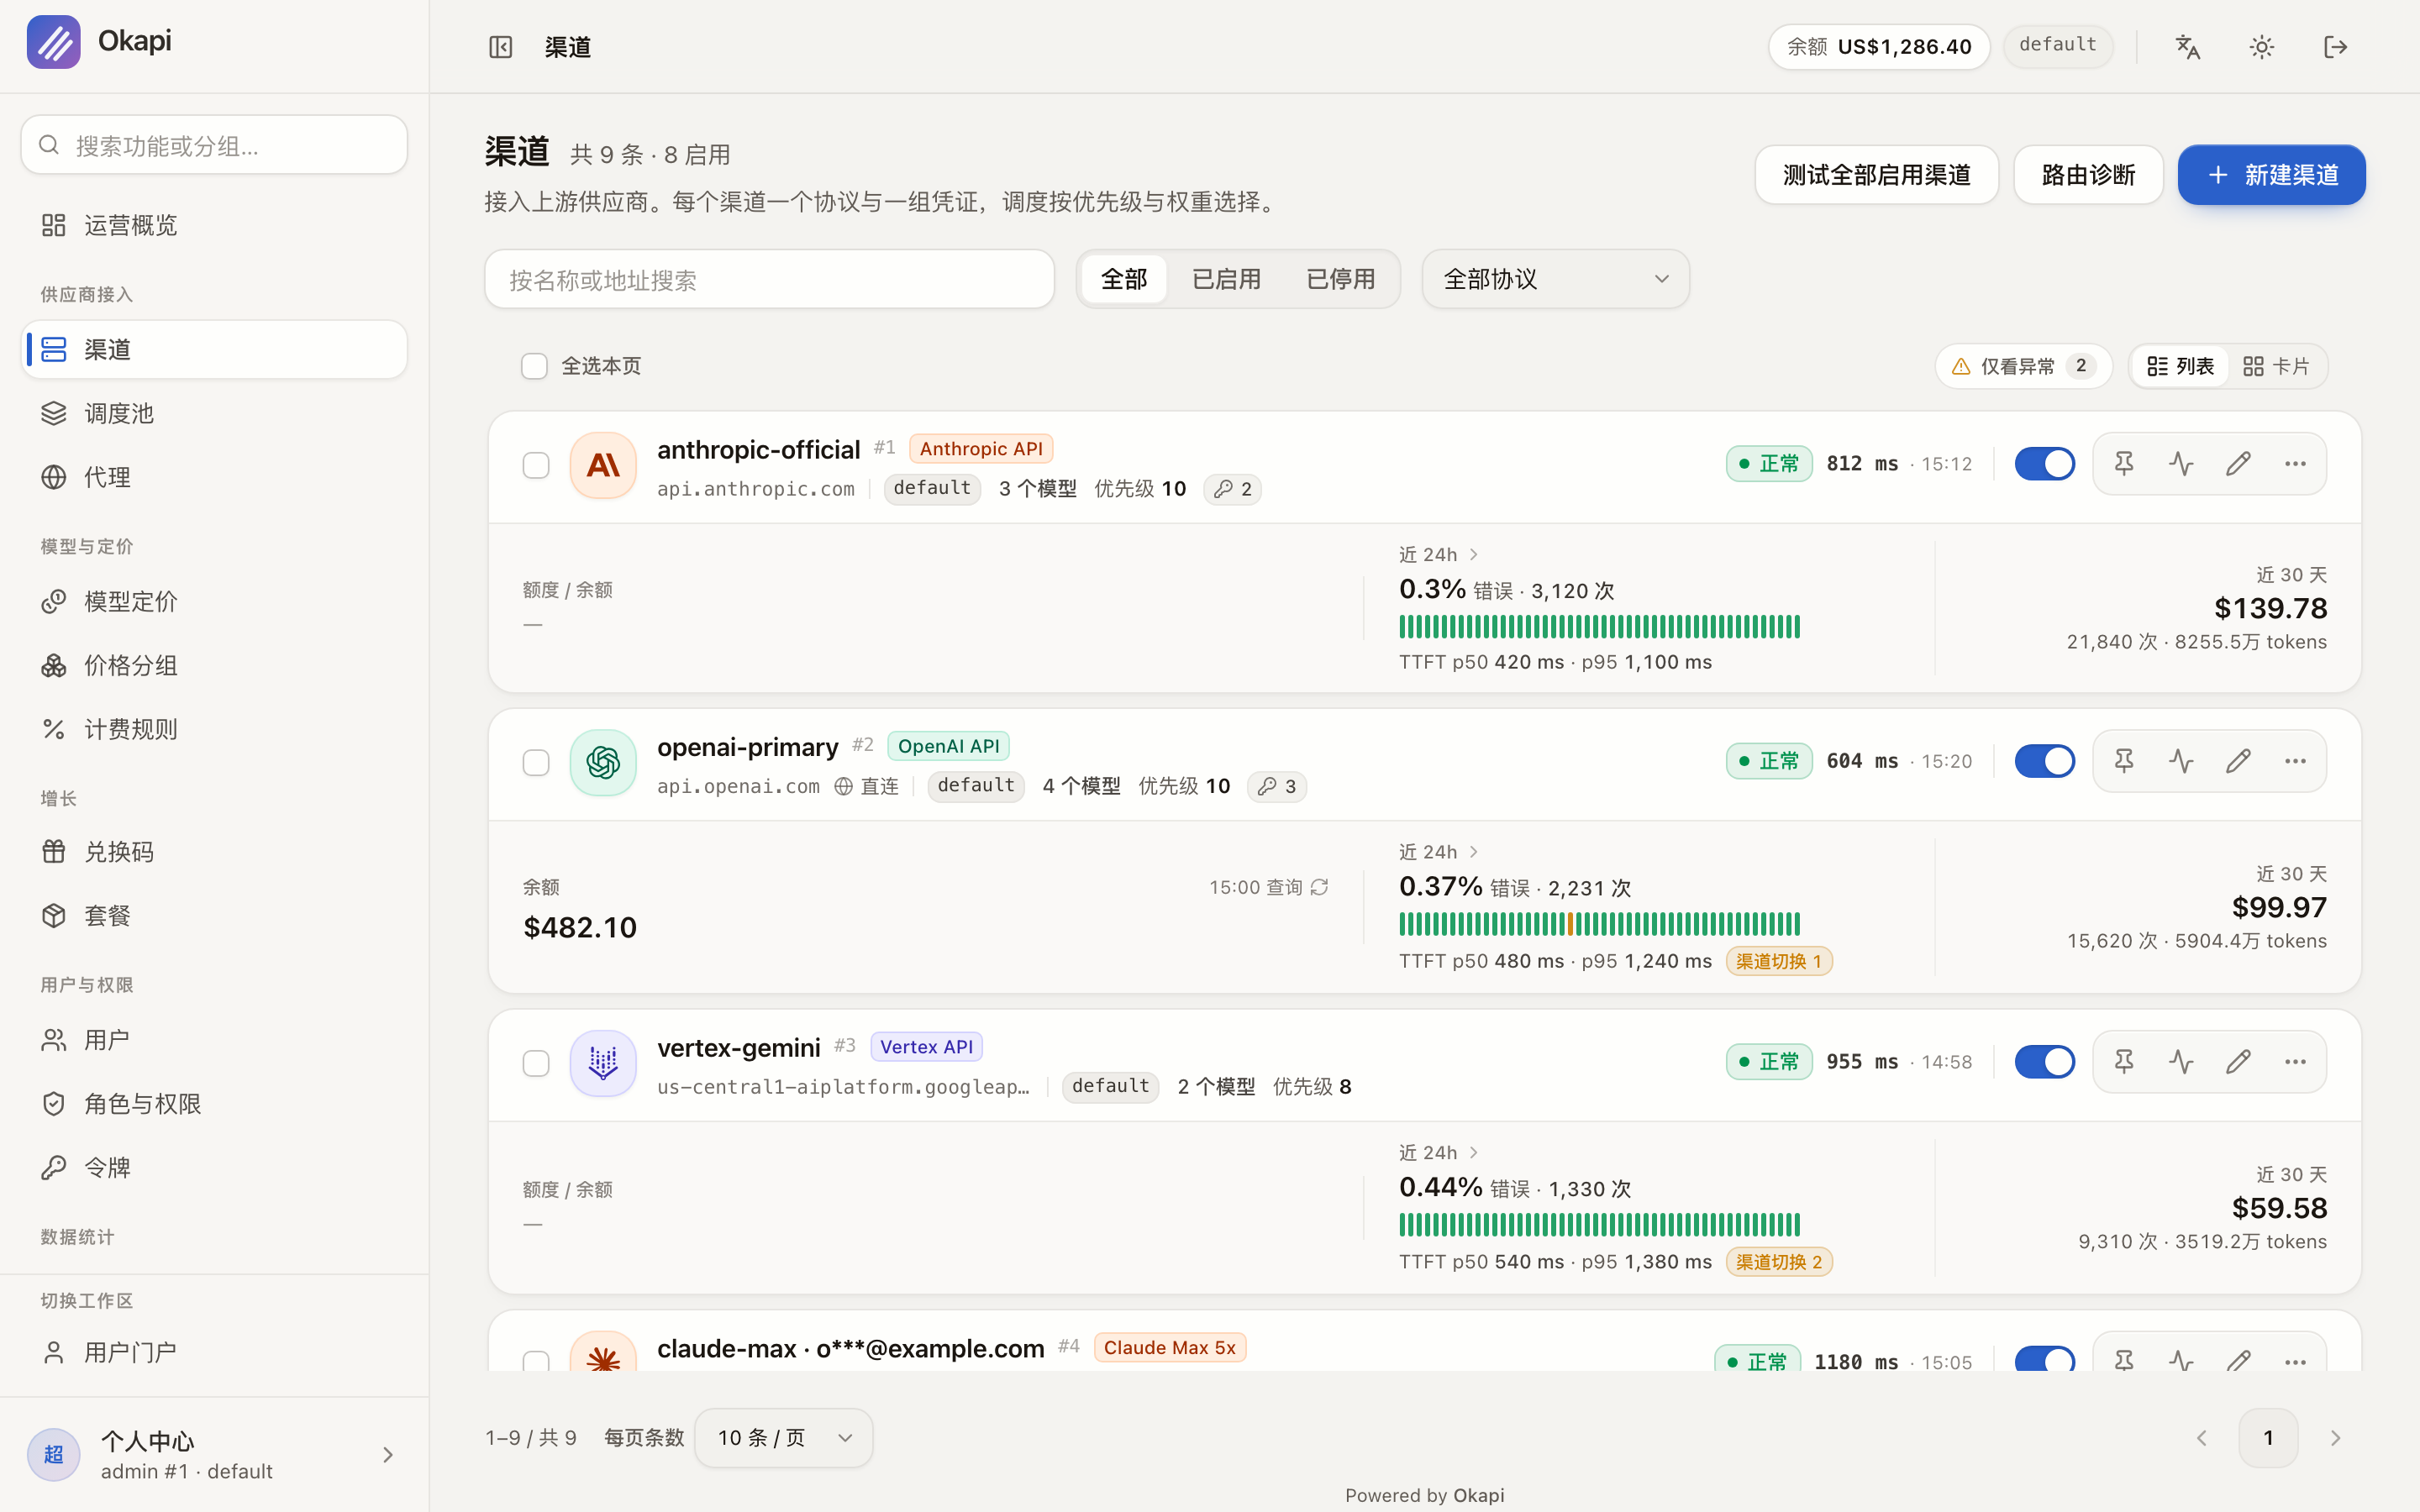 Okapi
搜索功能或分组...
运营概览
供应商接入
渠道
调度池
代理
模型与定价
模型定价
价格分组
计费规则
增长
兑换码
套餐
用户与权限
用户
角色与权限
令牌
数据统计
切换工作区
用户门户
超
个人中心
admin #1 · default
渠道
余额 US$1,286.40
default
渠道 共 9 条 · 8 启用
接入上游供应商。每个渠道一个协议与一组凭证，调度按优先级与权重选择。
测试全部启用渠道
路由诊断
新建渠道
按名称或地址搜索
全部 已启用 已停用
全部协议
全选本页
仅看异常 2
列表 卡片
anthropic-official #1 Anthropic API
api.anthropic.com default 3 个模型 优先级 10 2
正常 812 ms · 15:12
额度 / 余额
—
近 24h
0.3% 错误 · 3,120 次
TTFT p50 420 ms · p95 1,100 ms
近 30 天
$139.78
21,840 次 · 8255.5万 tokens
openai-primary #2 OpenAI API
api.openai.com 直连 default 4 个模型 优先级 10 3
正常 604 ms · 15:20
余额
$482.10
15:00 查询
近 24h
0.37% 错误 · 2,231 次
TTFT p50 480 ms · p95 1,240 ms 渠道切换 1
近 30 天
$99.97
15,620 次 · 5904.4万 tokens
vertex-gemini #3 Vertex API
us-central1-aiplatform.googleap… default 2 个模型 优先级 8
正常 955 ms · 14:58
额度 / 余额
—
近 24h
0.44% 错误 · 1,330 次
TTFT p50 540 ms · p95 1,380 ms 渠道切换 2
近 30 天
$59.58
9,310 次 · 3519.2万 tokens
claude-max · o***@example.com #4 Claude Max 5x
正常 1180 ms · 15:05
1–9 / 共 9 每页条数 10 条 / 页
1
Powered by Okapi